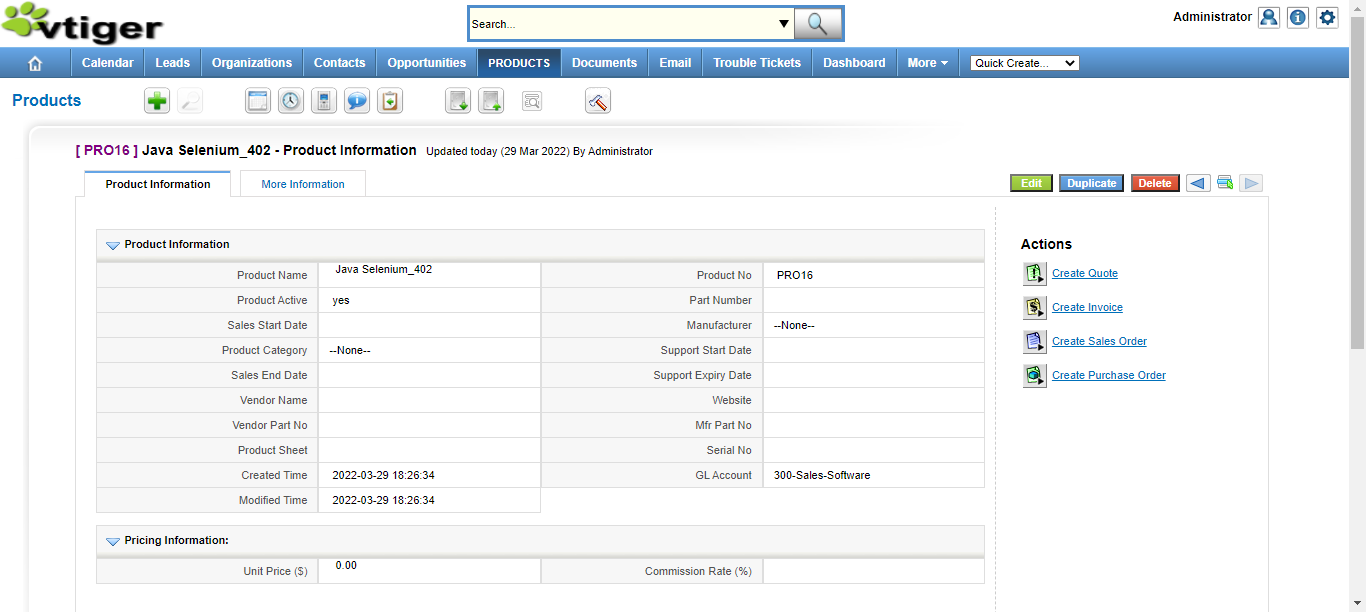 vtiger
Search...
Administrator
Calendar Leads Organizations Contacts Opportunities PRODUCTS Documents Email Trouble Tickets Dashboard More Quick Create...
Products
[ PRO16 ] Java Selenium_402 - Product Information Updated today (29 Mar 2022) By Administrator
Product Information More Information
Edit Duplicate Delete
Product Information
Product Name Java Selenium_402 Product No PRO16
Product Active yes Part Number
Sales Start Date Manufacturer --None--
Product Category --None-- Support Start Date
Sales End Date Support Expiry Date
Vendor Name Website
Vendor Part No Mfr Part No
Product Sheet Serial No
Created Time 2022-03-29 18:26:34 GL Account 300-Sales-Software
Modified Time 2022-03-29 18:26:34
Pricing Information:
Unit Price ($) 0.00 Commission Rate (%)
Actions
Create Quote
Create Invoice
Create Sales Order
Create Purchase Order